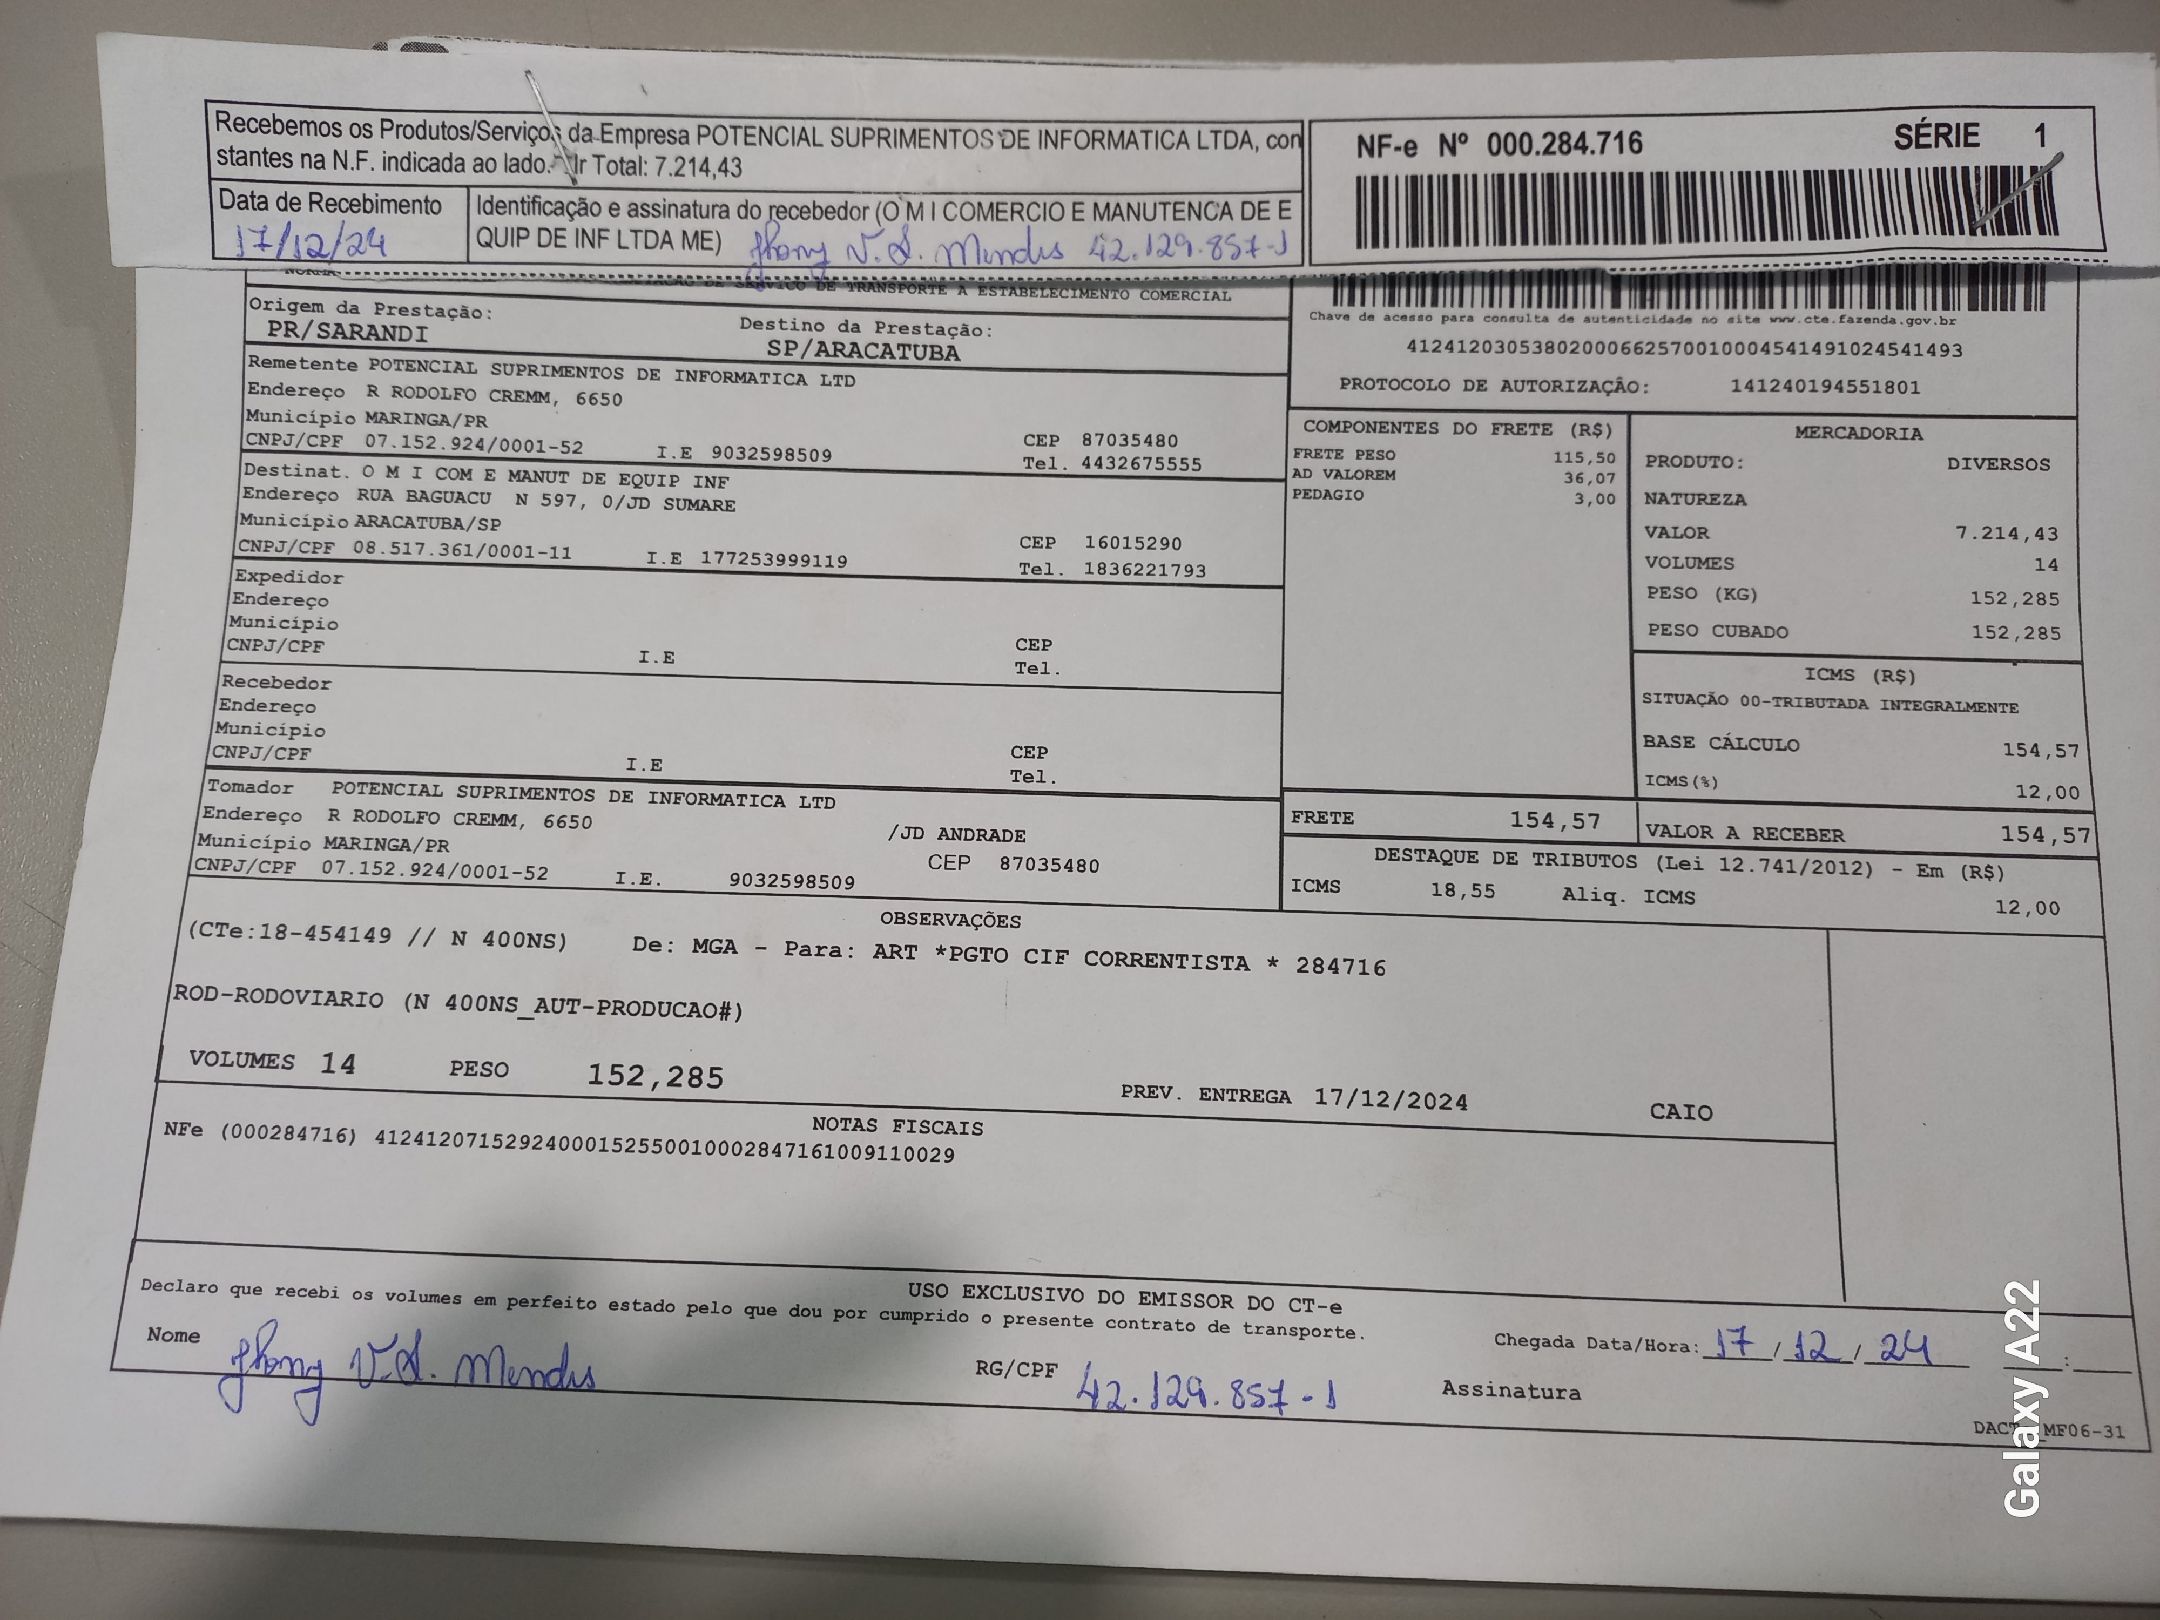 Recebemos os Produtos/Serviços da Empresa POTENCIAL SUPRIMENTOS DE INFORMATICA LTDA, con
stantes na N.F. indicada ao lado. Vlr Total: 7.214,43
Data de Recebimento
17/12/24
Identificação e assinatura do recebedor (O M I COMERCIO E MANUTENCA DE E
QUIP DE INF LTDA ME) Jhony V. S. Mendes 42.129.857-1
NF-e Nº 000.284.716 SÉRIE 1
SERVICO DE TRANSPORTE A ESTABELECIMENTO COMERCIAL
Origem da Prestação:
PR/SARANDI
Destino da Prestação:
SP/ARACATUBA
Chave de acesso para consulta de autenticidade no site www.cte.fazenda.gov.br
41241203053802000662570010004541491024541493
PROTOCOLO DE AUTORIZAÇÃO: 141240194551801
Remetente POTENCIAL SUPRIMENTOS DE INFORMATICA LTD
Endereço R RODOLFO CREMM, 6650
Município MARINGA/PR
CEP 87035480
CNPJ/CPF 07.152.924/0001-52 I.E 9032598509
Tel. 4432675555
Destinat. O M I COM E MANUT DE EQUIP INF
Endereço RUA BAGUACU N 597, 0/JD SUMARE
Município ARACATUBA/SP
CEP 16015290
CNPJ/CPF 08.517.361/0001-11 I.E 177253999119
Tel. 1836221793
Expedidor
Endereço
Município
CEP
CNPJ/CPF I.E
Tel.
Recebedor
Endereço
Município
CEP
CNPJ/CPF I.E
Tel.
Tomador POTENCIAL SUPRIMENTOS DE INFORMATICA LTD
Endereço R RODOLFO CREMM, 6650 /JD ANDRADE
Município MARINGA/PR CEP 87035480
CNPJ/CPF 07.152.924/0001-52 I.E. 9032598509
COMPONENTES DO FRETE (R$)
FRETE PESO 115,50
AD VALOREM 36,07
PEDAGIO 3,00
MERCADORIA
PRODUTO: DIVERSOS
NATUREZA
VALOR 7.214,43
VOLUMES 14
PESO (KG) 152,285
PESO CUBADO 152,285
ICMS (R$)
SITUAÇÃO 00-TRIBUTADA INTEGRALMENTE
BASE CÁLCULO 154,57
ICMS(%) 12,00
FRETE 154,57
VALOR A RECEBER 154,57
DESTAQUE DE TRIBUTOS (Lei 12.741/2012) - Em (R$)
ICMS 18,55 Aliq. ICMS 12,00
OBSERVAÇÕES
(CTe:18-454149 // N 400NS) De: MGA - Para: ART *PGTO CIF CORRENTISTA * 284716
ROD-RODOVIARIO (N 400NS_AUT-PRODUCAO#)
VOLUMES 14 PESO 152,285 PREV. ENTREGA 17/12/2024 CAIO
NOTAS FISCAIS
NFe (000284716) 41241207152924000152550010002847161009110029
USO EXCLUSIVO DO EMISSOR DO CT-e
Declaro que recebi os volumes em perfeito estado pelo que dou por cumprido o presente contrato de transporte.
Nome Jhony V. S. Mendes
RG/CPF 42.129.857-1
Chegada Data/Hora: 17/12/24 :
Assinatura
MF06-31
Galaxy A22